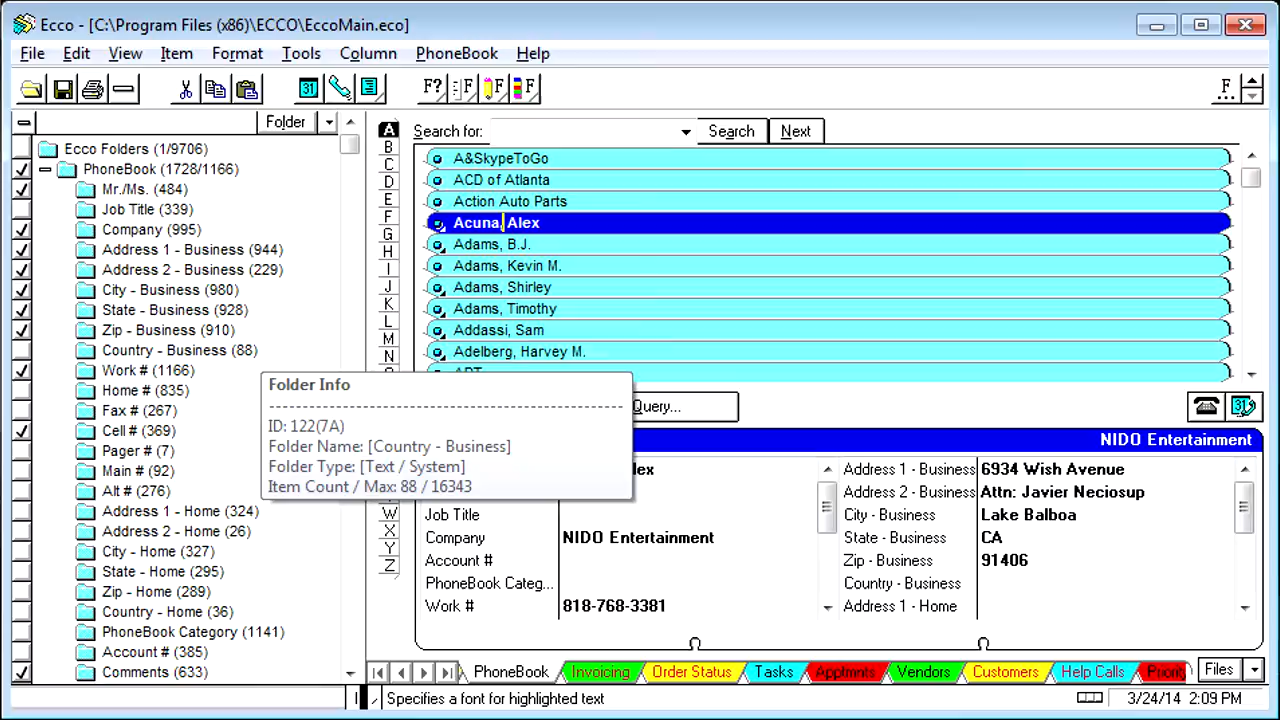 Ecco - [C:\Program Files (x86)\ECCO\EccoMain.eco]
File Edit View Item Format Tools Column PhoneBook Help
31 F? F F F F..
Folder
Ecco Folders (1/9706)
PhoneBook (1728/1166)
Mr./Ms. (484)
Job Title (339)
Company (995)
Address 1 - Business (944)
Address 2 - Business (229)
City - Business (980)
State - Business (928)
Zip - Business (910)
Country - Business (88)
Work # (1166)
Home # (835)
Fax # (267)
Cell # (369)
Pager # (7)
Main # (92)
Alt # (276)
Address 1 - Home (324)
Address 2 - Home (26)
City - Home (327)
State - Home (295)
Zip - Home (289)
Country - Home (36)
PhoneBook Category (1141)
Account # (385)
Comments (633)
A
B
C
D
E
F
G
H
I
J
K
L
M
N
W
X
Y
Z
Search for: Search Next
A&SkypeToGo
ACD of Atlanta
Action Auto Parts
Acuna, Alex
Adams, B.J.
Adams, Kevin M.
Adams, Shirley
Adams, Timothy
Addassi, Sam
Adelberg, Harvey M.
Folder Info
ID: 122(7A)
Folder Name: [Country - Business]
Folder Type: [Text / System]
Item Count / Max: 88 / 16343
Query... 31
NIDO Entertainment
Job Title
Company NIDO Entertainment
Account #
PhoneBook Categ...
Work # 818-768-3381
Address 1 - Business 6934 Wish Avenue
Address 2 - Business Attn: Javier Neciosup
City - Business Lake Balboa
State - Business CA
Zip - Business 91406
Country - Business
Address 1 - Home
PhoneBook Invoicing Order Status Tasks Applmnts Vendors Customers Help Calls Files
Specifies a font for highlighted text 3/24/14 2:09 PM